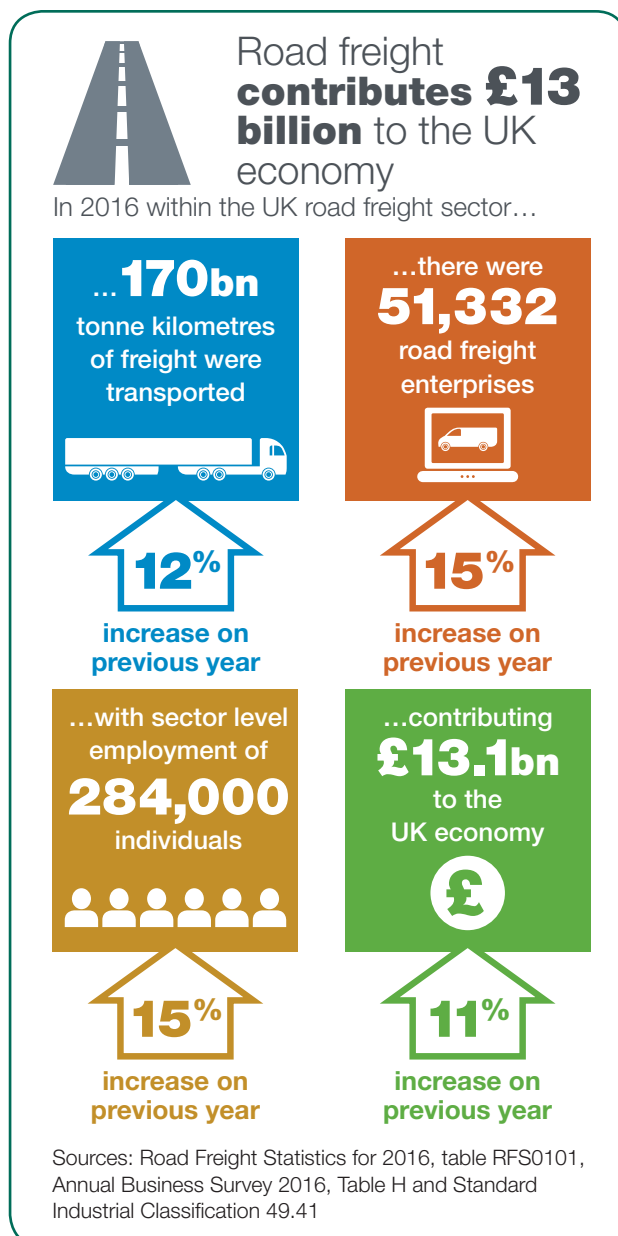 Road freight
contributes £13
billion to the UK
economy
In 2016 within the UK road freight sector…
…170bn
tonne kilometres
of freight were
transported
12%
increase on
previous year
…there were
51,332
road freight
enterprises
15%
increase on
previous year
…with sector level
employment of
284,000
individuals
15%
increase on
previous year
…contributing
£13.1bn
to the
UK economy
£
11%
increase on
previous year
Sources: Road Freight Statistics for 2016, table RFS0101,
Annual Business Survey 2016, Table H and Standard
Industrial Classification 49.41